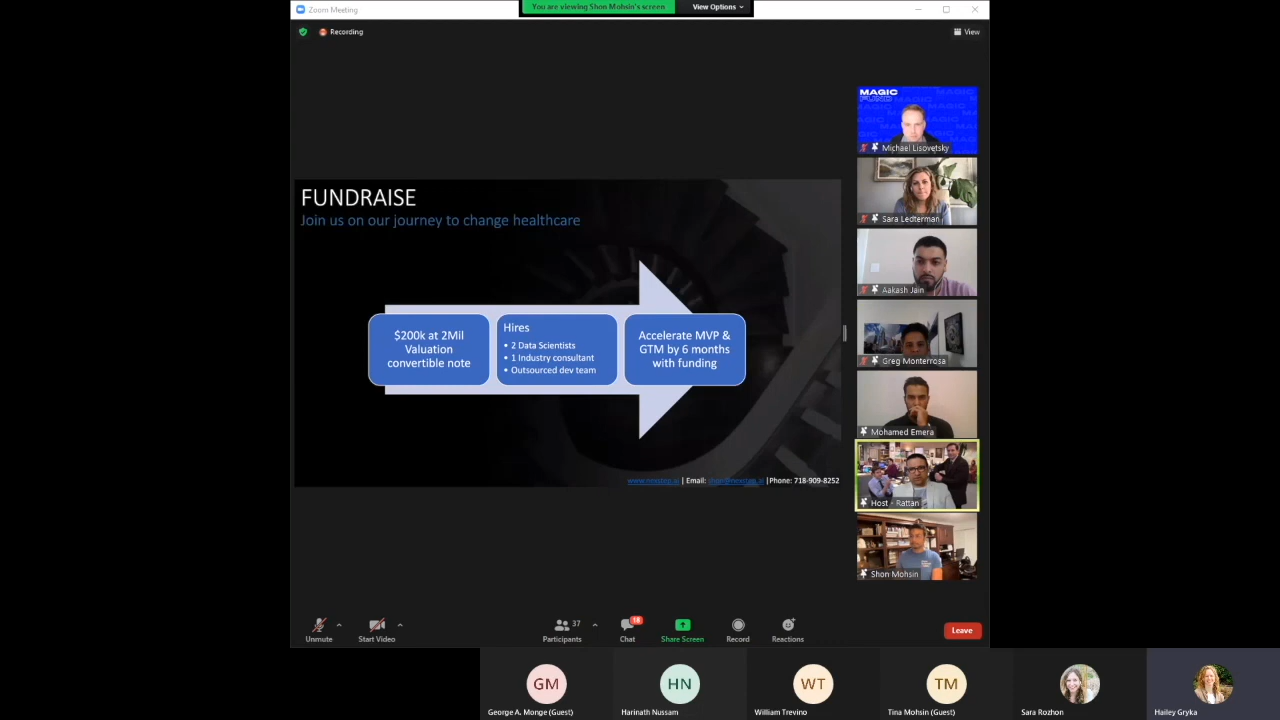 Zoom Meeting
You are viewing Shon Mohsin's screen
View Options
Recording
View
MAGIC
FUND
Michael Lisovetsky
Sara Ledterman
Aakash Jain
Greg Monterrosa
Mohamed Emera
Host - Rattan
Shon Mohsin
FUNDRAISE
Join us on our journey to change healthcare
$200k at 2Mil
Valuation
convertible note
Hires
• 2 Data Scientists
• 1 Industry consultant
• Outsourced dev team
Accelerate MVP &
GTM by 6 months
with funding
| Email: |Phone: 718-909-8252
Unmute
Start Video
37
Participants
18
Chat
Share Screen
Record
Reactions
Leave
GM
George A. Monge (Guest)
HN
Harinath Nussam
WT
William Trevino
TM
Tina Mohsin (Guest)
Sara Rozhon
Hailey Gryka